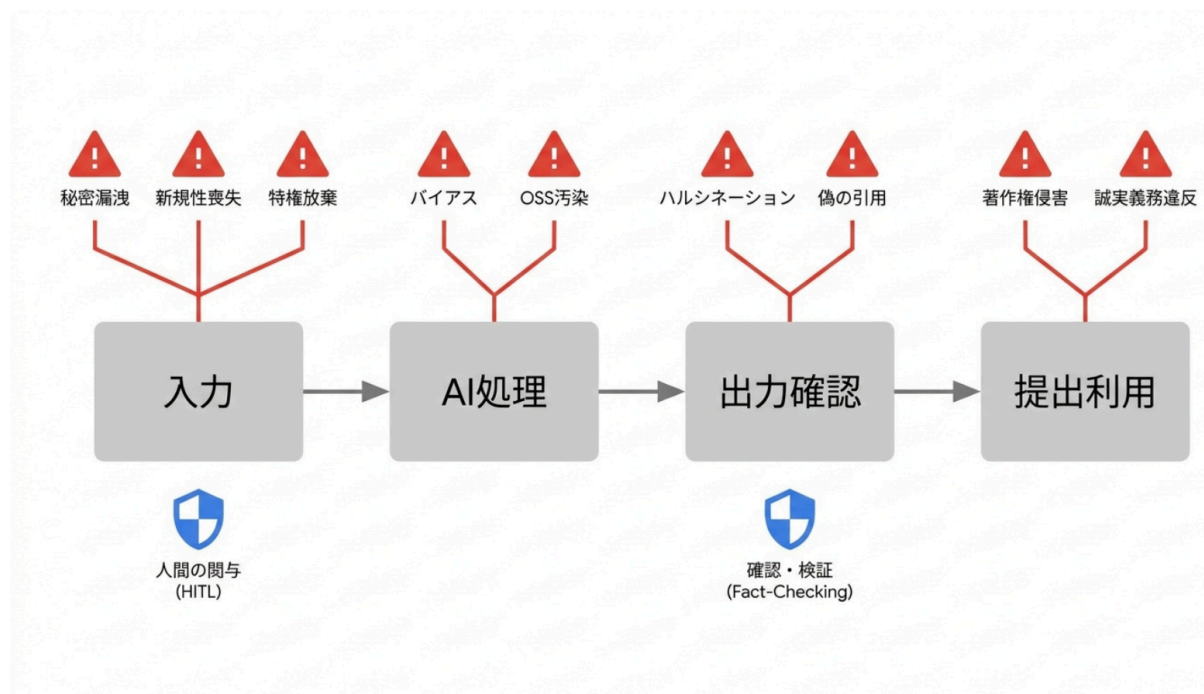 秘密漏洩
新規性喪失
特権放棄
バイアス
OSS汚染
ハルシネーション
偽の引用
著作権侵害
誠実義務違反
入力
AI処理
出力確認
提出利用
人間の関与
(HITL)
確認・検証
(Fact-Checking)